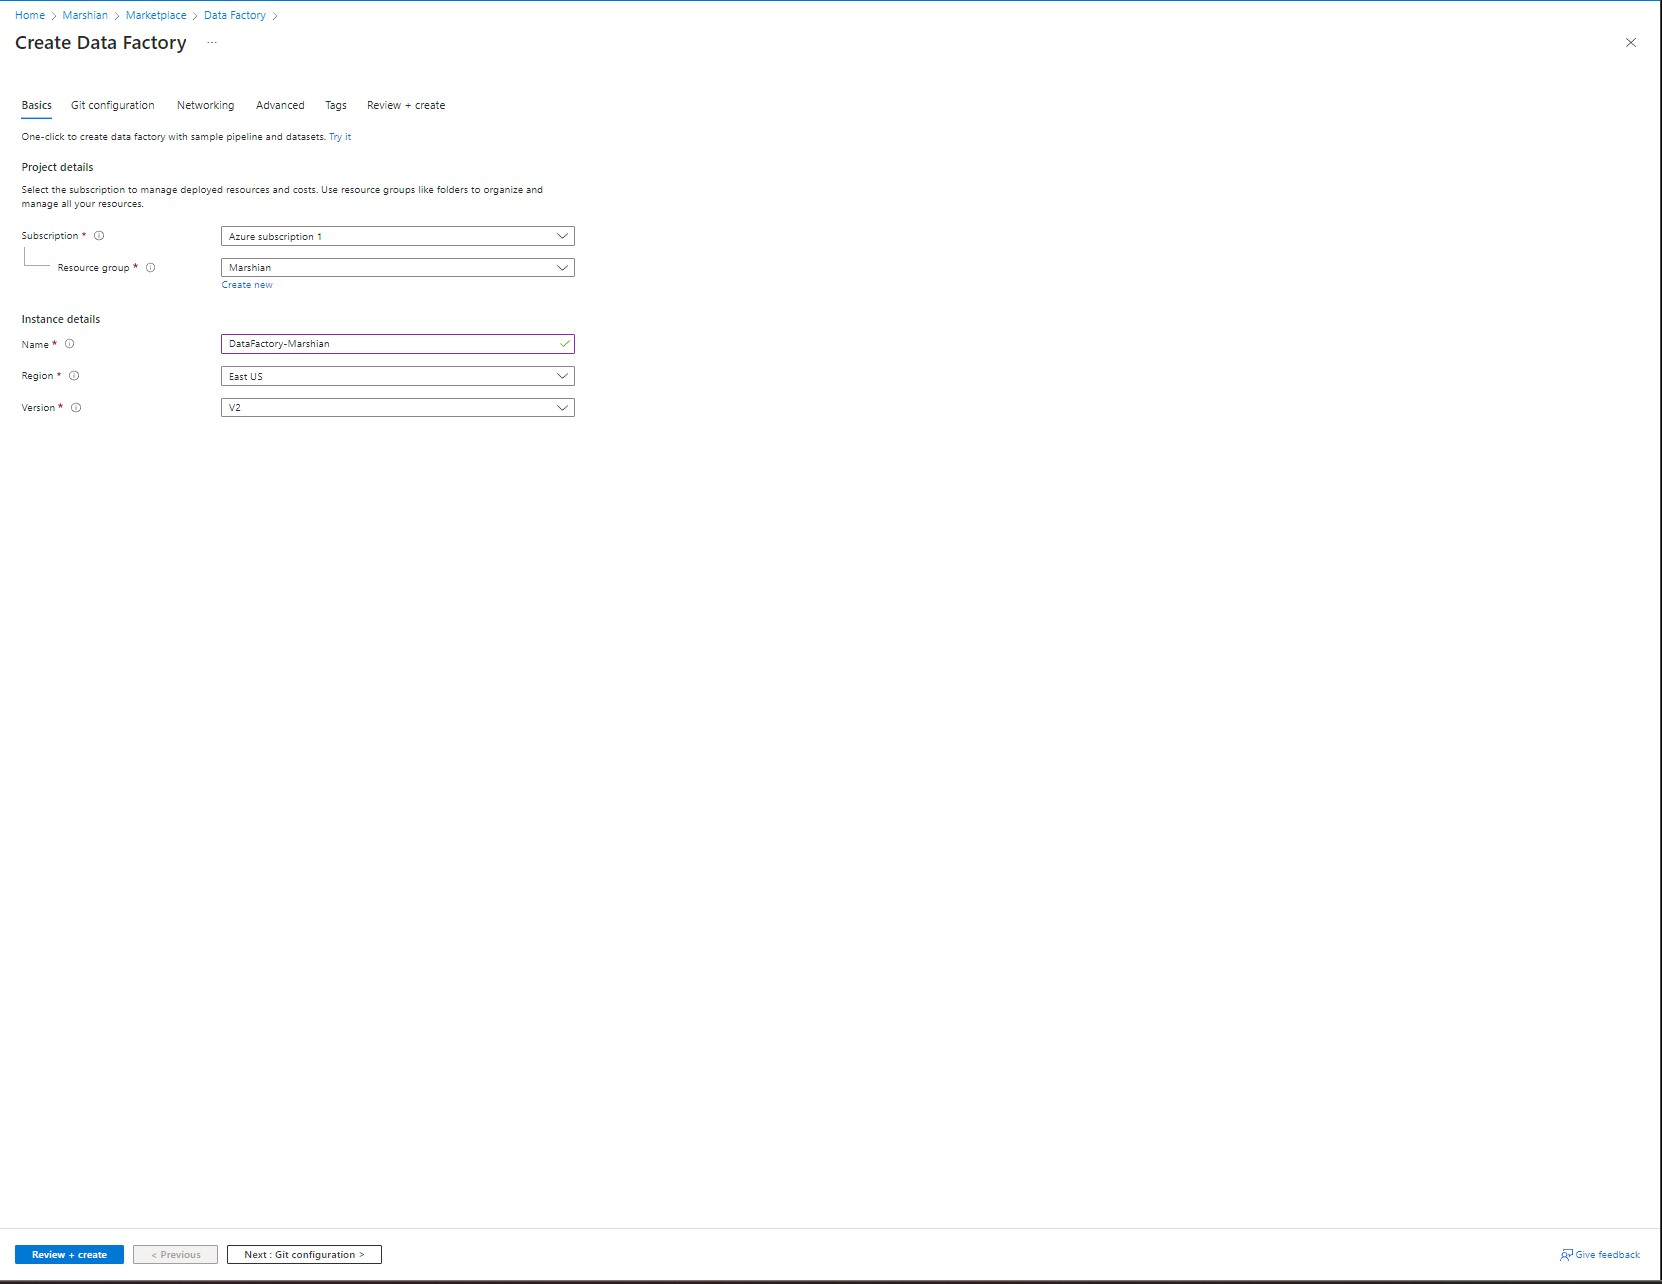 Home > Marshian > Marketplace > Data Factory >
Create Data Factory ...
Basics Git configuration Networking Advanced Tags Review + create
One-click to create data factory with sample pipeline and datasets. Try it
Project details
Select the subscription to manage deployed resources and costs. Use resource groups like folders to organize and
manage all your resources.
Subscription * Azure subscription 1
Resource group * Marshian
Create new
Instance details
Name * DataFactory-Marshian
Region * East US
Version * V2
Review + create < Previous Next : Git configuration > Give feedback